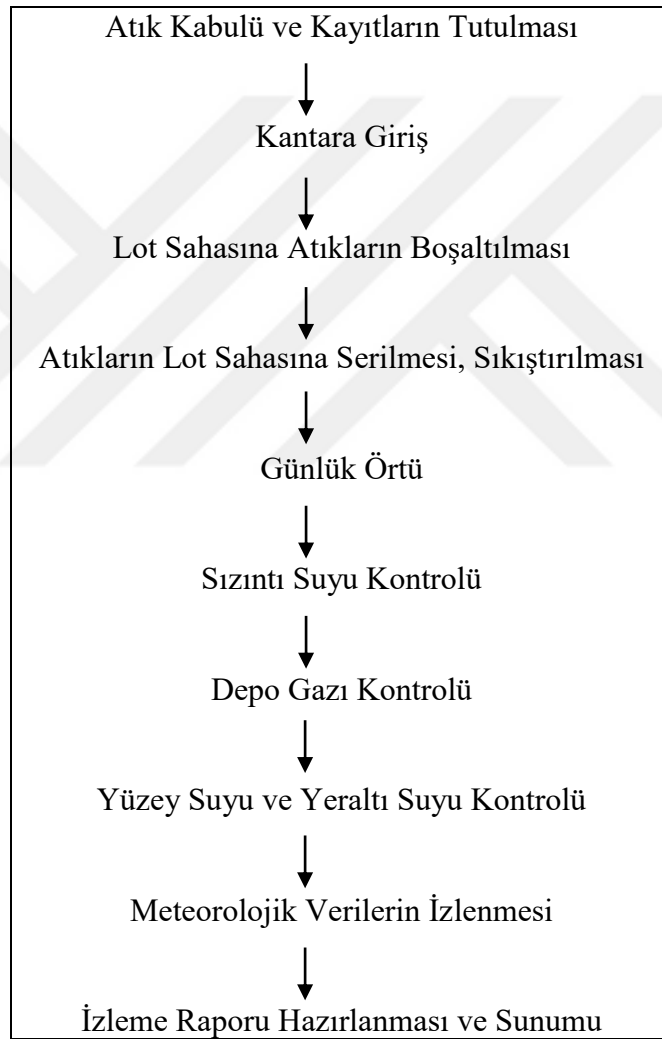 Atık Kabulü ve Kayıtların Tutulması
Kantara Giriş
Lot Sahasına Atıkların Boşaltılması
Atıkların Lot Sahasına Serilmesi, Sıkıştırılması
Günlük Örtü
Sızıntı Suyu Kontrolü
Depo Gazı Kontrolü
Yüzey Suyu ve Yeraltı Suyu Kontrolü
Meteorolojik Verilerin İzlenmesi
İzleme Raporu Hazırlanması ve Sunumu